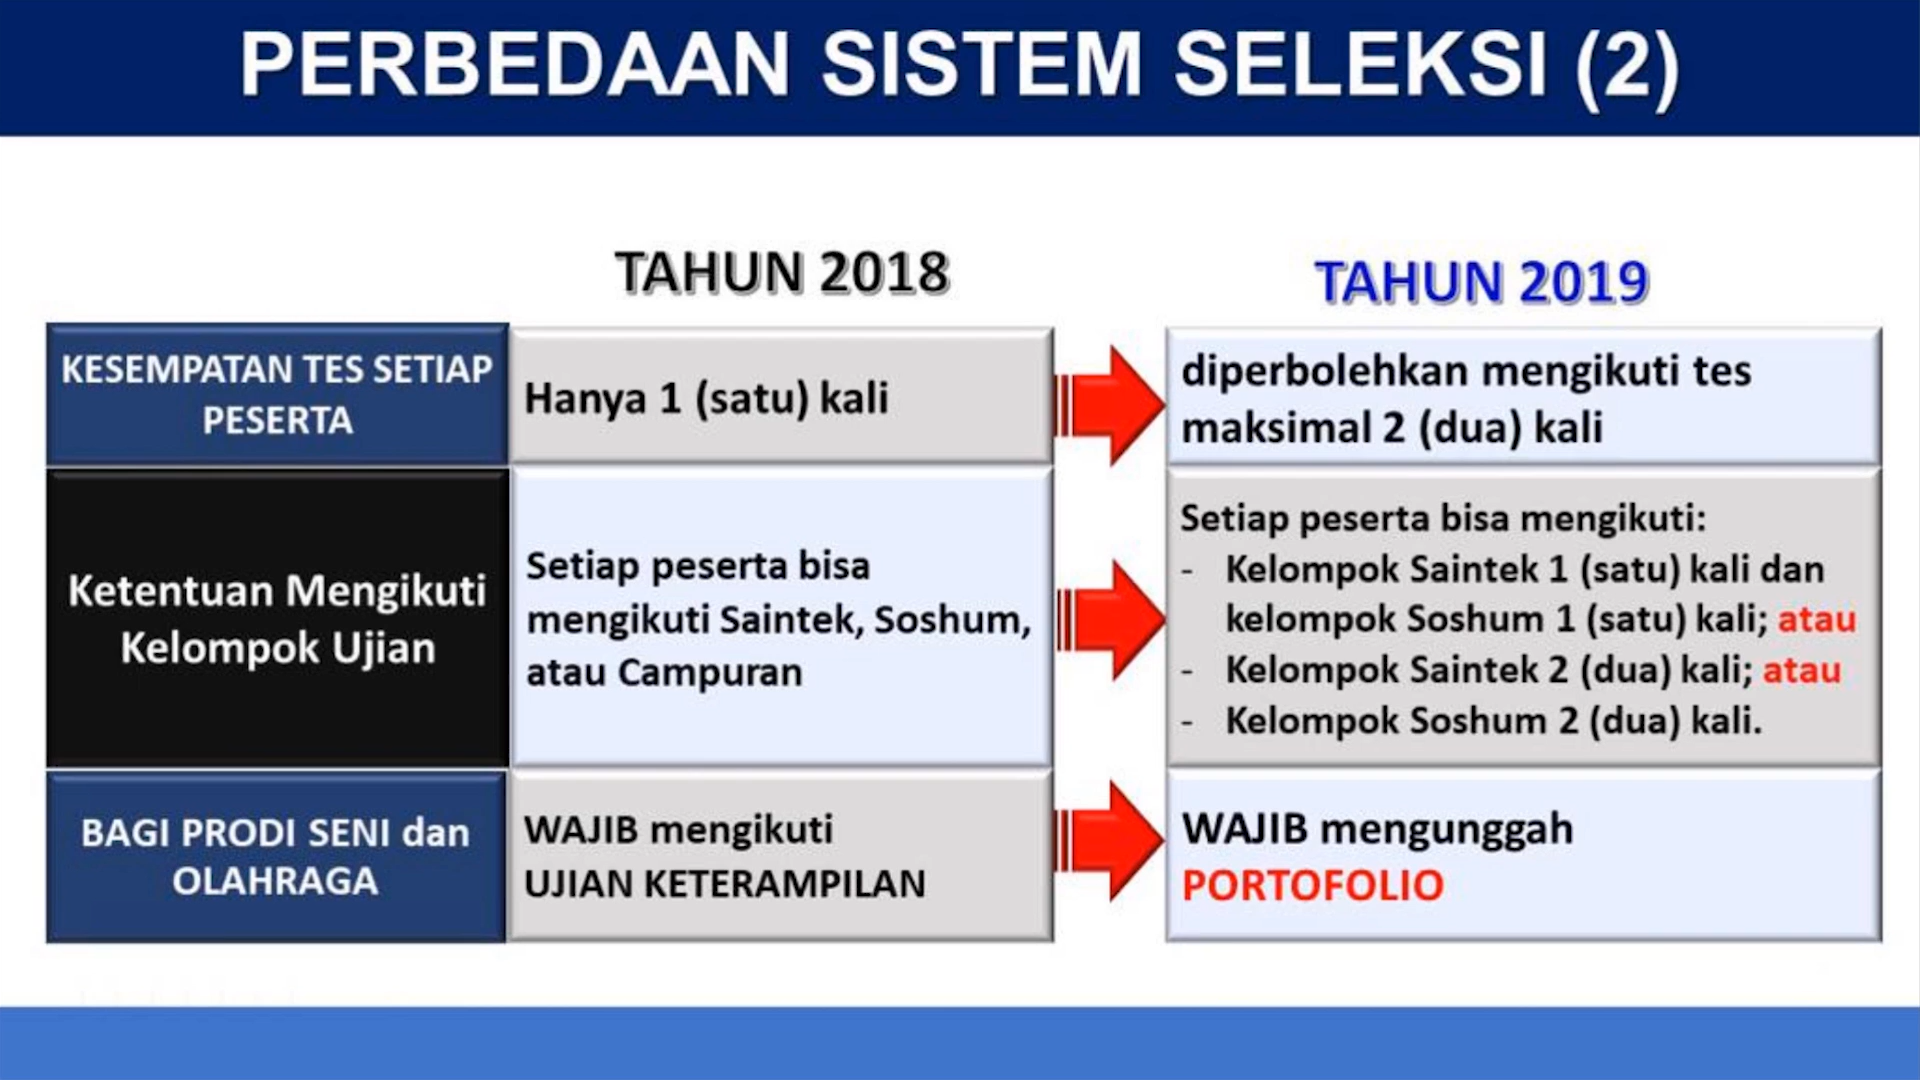 PERBEDAAN SISTEM SELEKSI (2)
TAHUN 2018
TAHUN 2019
KESEMPATAN TES SETIAP
PESERTA
Hanya 1 (satu) kali
diperbolehkan mengikuti tes
maksimal 2 (dua) kali
Ketentuan Mengikuti
Kelompok Ujian
Setiap peserta bisa
mengikuti Saintek, Soshum,
atau Campuran
Setiap peserta bisa mengikuti:
- Kelompok Saintek 1 (satu) kali dan
kelompok Soshum 1 (satu) kali; atau
- Kelompok Saintek 2 (dua) kali; atau
- Kelompok Soshum 2 (dua) kali.
BAGI PRODI SENI dan
OLAHRAGA
WAJIB mengikuti
UJIAN KETERAMPILAN
WAJIB mengunggah
PORTOFOLIO